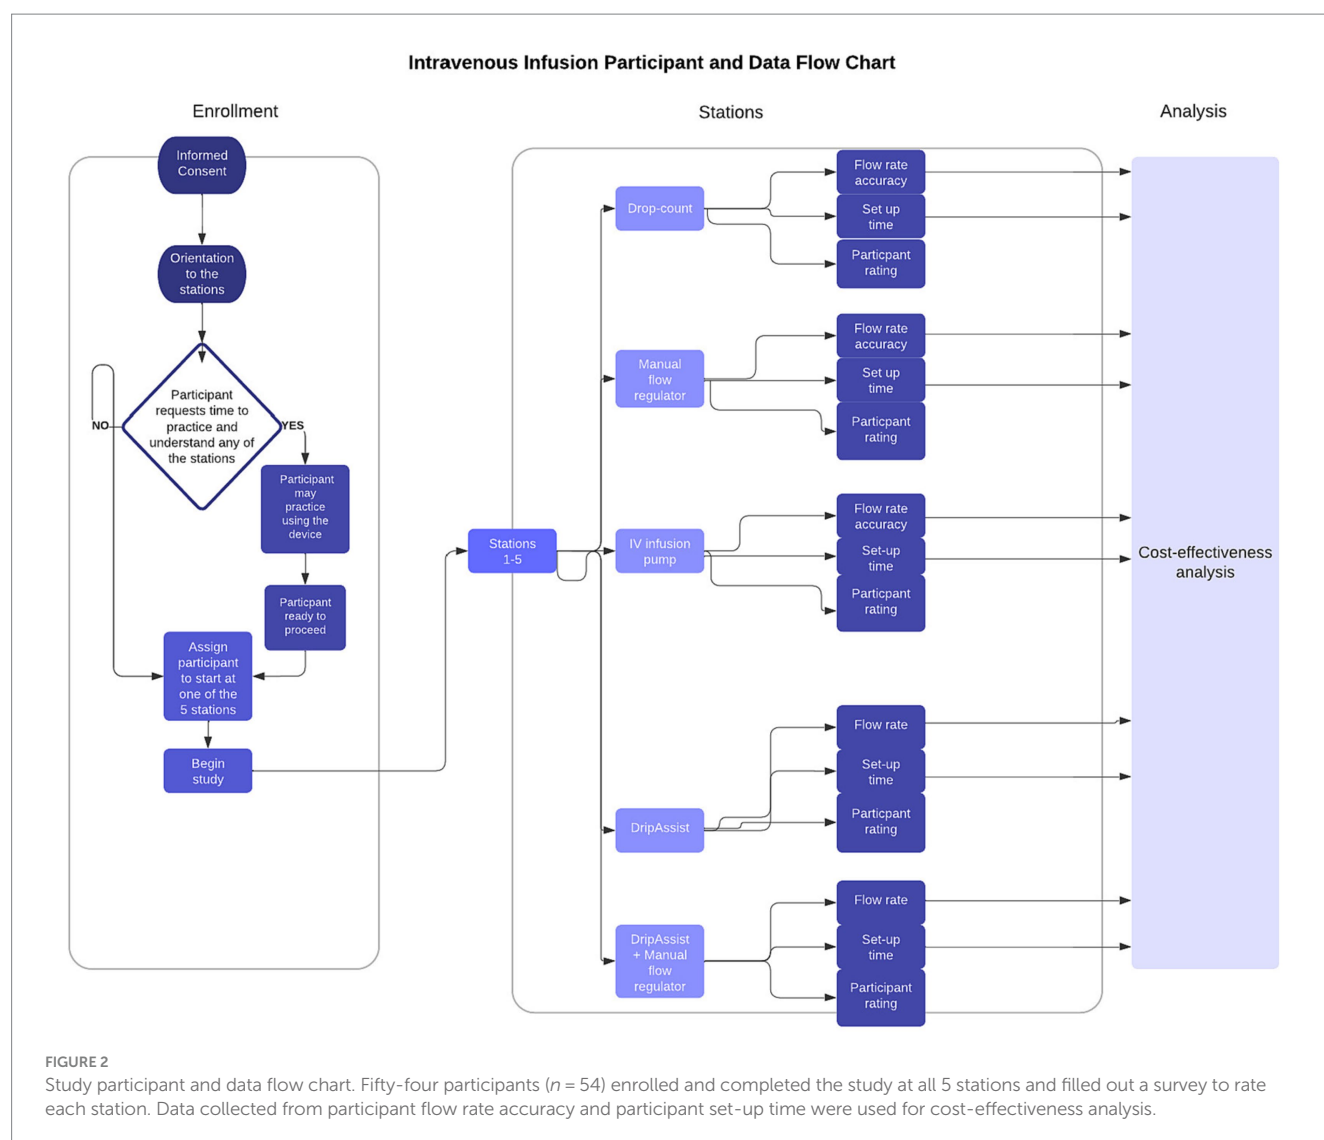 Intravenous Infusion Participant and Data Flow Chart
Enrollment
Stations
Analysis
Informed
Consent
Orientation
to the
stations
Participant
requests time to
practice and
understand any of
the stations
NO
YES
Participant
may
practice
using the
device
Particpant
ready to
proceed
Assign
participant
to start at
one of the
5 stations
Begin
study
Stations
1-5
Drop-count
Flow rate
accuracy
Set up
time
Particpant
rating
Manual
flow
regulator
Flow rate
accuracy
Set up
time
Particpant
rating
IV infusion
pump
Flow rate
accuracy
Set-up
time
Particpant
rating
DripAssist
Flow rate
Set-up
time
Particpant
rating
DripAssist
+ Manual
flow
regulator
Flow rate
Set-up
time
Participant
rating
Cost-effectiveness
analysis
FIGURE 2
Study participant and data flow chart. Fifty-four participants (n = 54) enrolled and completed the study at all 5 stations and filled out a survey to rate
each station. Data collected from participant flow rate accuracy and participant set-up time were used for cost-effectiveness analysis.